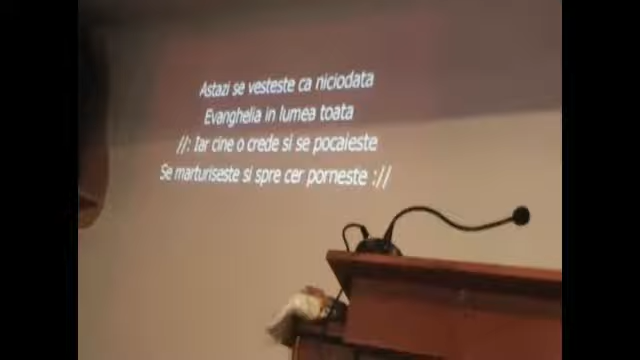 Astazi se vesteste ca niciodata
Evanghelia in lumea toata
//: Iar cine o crede si se pocaieste
Se marturiseste si spre cer porneste ://